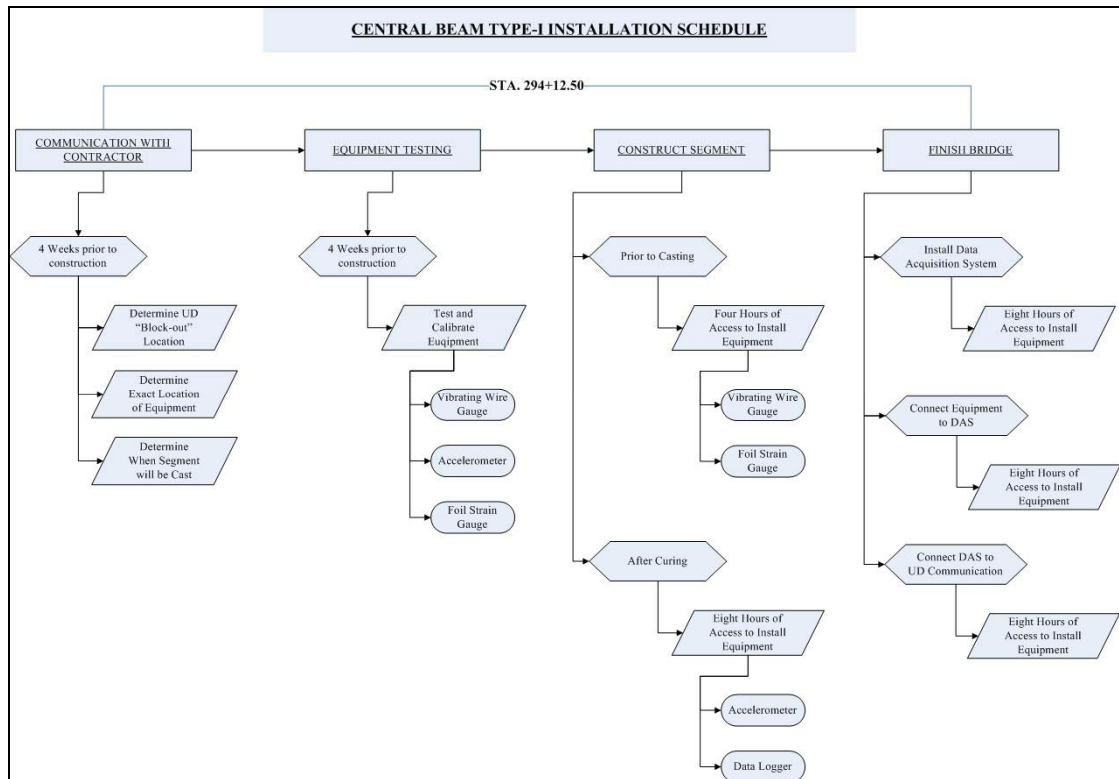 CENTRAL BEAM TYPE-I INSTALLATION SCHEDULE
STA. 294+12.50
COMMUNICATION WITH
CONTRACTOR
EQUIPMENT TESTING
CONSTRUCT SEGMENT
FINISH BRIDGE
4 Weeks prior to
construction
Determine UD
“Block-out”
Location
Determine
Exact Location
of Equipment
Determine
When Segment
will be Cast
4 Weeks prior to
construction
Test and
Calibrate
Euqipment
Vibrating Wire
Gauge
Accelerometer
Foil Strain
Gauge
Prior to Casting
Four Hours of
Access to Install
Equipment
Vibrating Wire
Gauge
Foil Strain
Gauge
After Curing
Eight Hours of
Access to Install
Equipment
Accelerometer
Data Logger
Install Data
Acquisition System
Eight Hours of
Access to Install
Equipment
Connect Equipment
to DAS
Eight Hours of
Access to Install
Equipment
Connect DAS to
UD Communication
Eight Hours of
Access to Install
Equipment